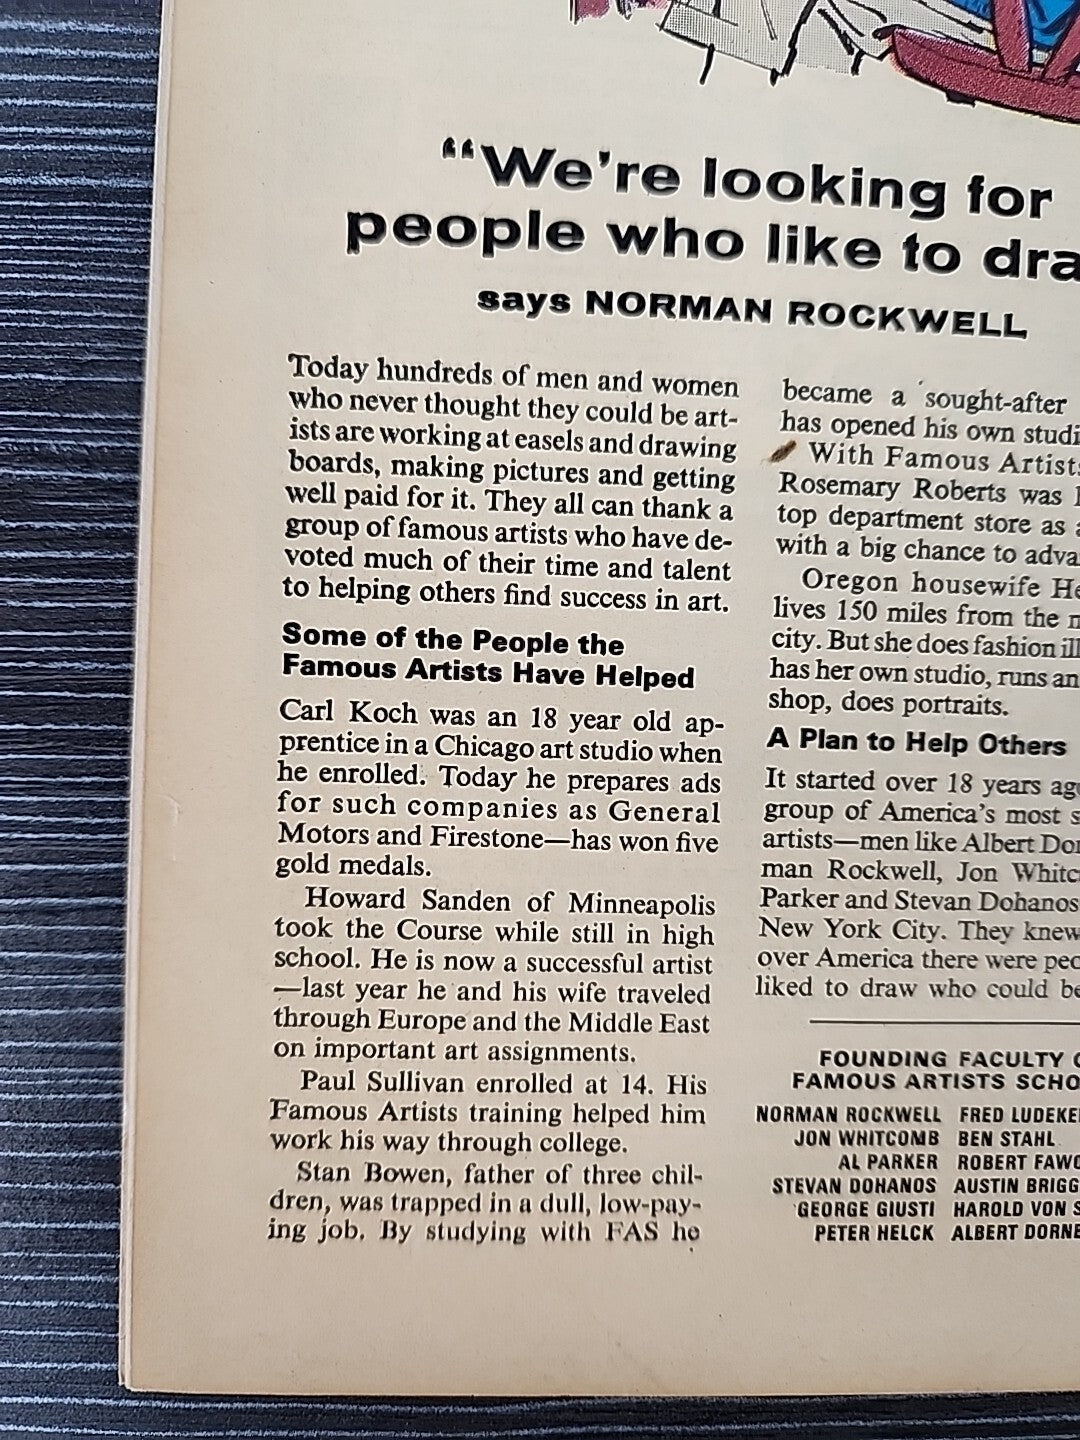 “We’re looking for
people who like to
says NORMAN ROCKWELL
Today hundreds of men and women
who never thought they could be art-
ists are working at easels and drawing
boards, making pictures and getting
well paid for it. They all can thank a
group of famous artists who have de-
voted much of their time and talent
to helping others find success in art.
Some of the People the
Famous Artists Have Helped
Carl Koch was an 18 year old ap-
prentice in a Chicago art studio when
he enrolled. Today he prepares ads
for such companies as General
Motors and Firestone—has won five
gold medals.
Howard Sanden of Minneapolis
took the Course while still in high
school. He is now a successful artist
—last year he and his wife traveled
through Europe and the Middle East
on important art assignments.
Paul Sullivan enrolled at 14. His
Famous Artists training helped him
work his way through college.
Stan Bowen, father of three chil-
dren, was trapped in a dull, low-pay-
ing job. By studying with FAS he
became a sought-after
has opened his own
With Famous
Rosemary Roberts was
top department store as
with a big chance to
Oregon housewife
lives 150 miles from the
city. But she does fashion
has her own studio, runs
shop, does portraits.
A Plan to Help Others
It started over 18 years
group of America’s most
artists—men like Albert
man Rockwell, Jon
Parker and Stevan Dohanos
New York City. They knew
over America there were
liked to draw who could
FOUNDING FACULTY
FAMOUS ARTISTS
NORMAN ROCKWELL FRED
JON WHITCOMB BEN STAHL
AL PARKER ROBERT
STEVAN DOHANOS AUSTIN
GEORGE GIUSTI HAROLD VON
PETER HELCK ALBERT